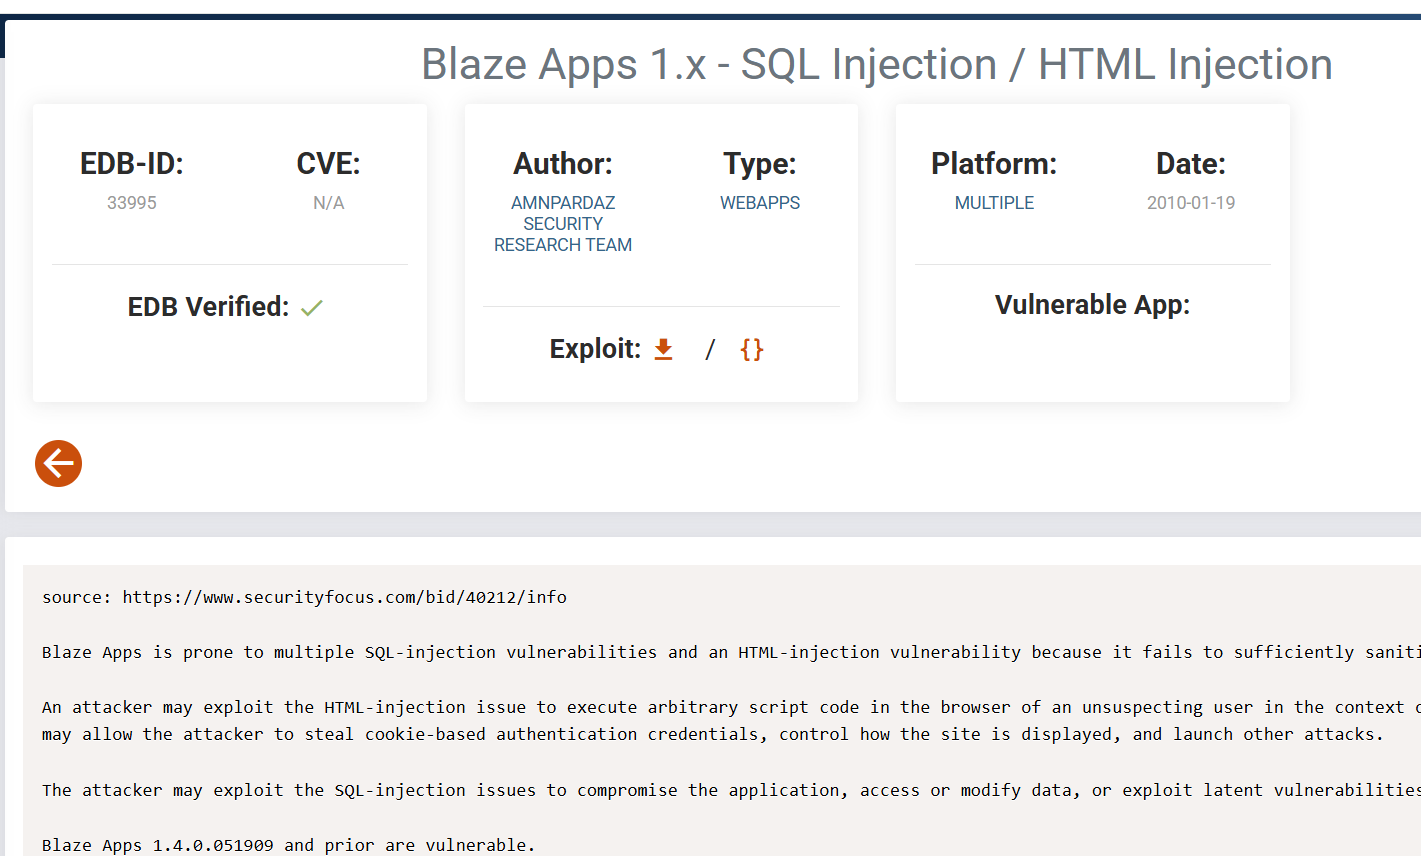 Blaze Apps 1.x - SQL Injection / HTML Injection
EDB-ID:
33995
CVE:
N/A
EDB Verified:
Author:
AMNPARDAZ
SECURITY
RESEARCH TEAM
Type:
WEBAPPS
Exploit: / {}
Platform:
MULTIPLE
Date:
2010-01-19
Vulnerable App:
source: https://www.securityfocus.com/bid/40212/info
Blaze Apps is prone to multiple SQL-injection vulnerabilities and an HTML-injection vulnerability because it fails to sufficiently saniti
An attacker may exploit the HTML-injection issue to execute arbitrary script code in the browser of an unsuspecting user in the context
may allow the attacker to steal cookie-based authentication credentials, control how the site is displayed, and launch other attacks.
The attacker may exploit the SQL-injection issues to compromise the application, access or modify data, or exploit latent vulnerabilities
Blaze Apps 1.4.0.051909 and prior are vulnerable.